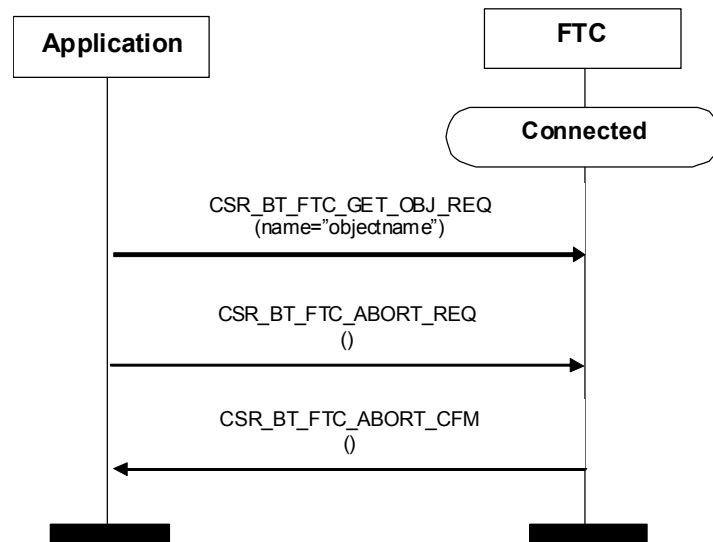 Application
FTC
Connected
CSR_BT_FTC_GET_OBJ_REQ
(name="objectname")
CSR_BT_FTC_ABORT_REQ
()
CSR_BT_FTC_ABORT_CFM
()